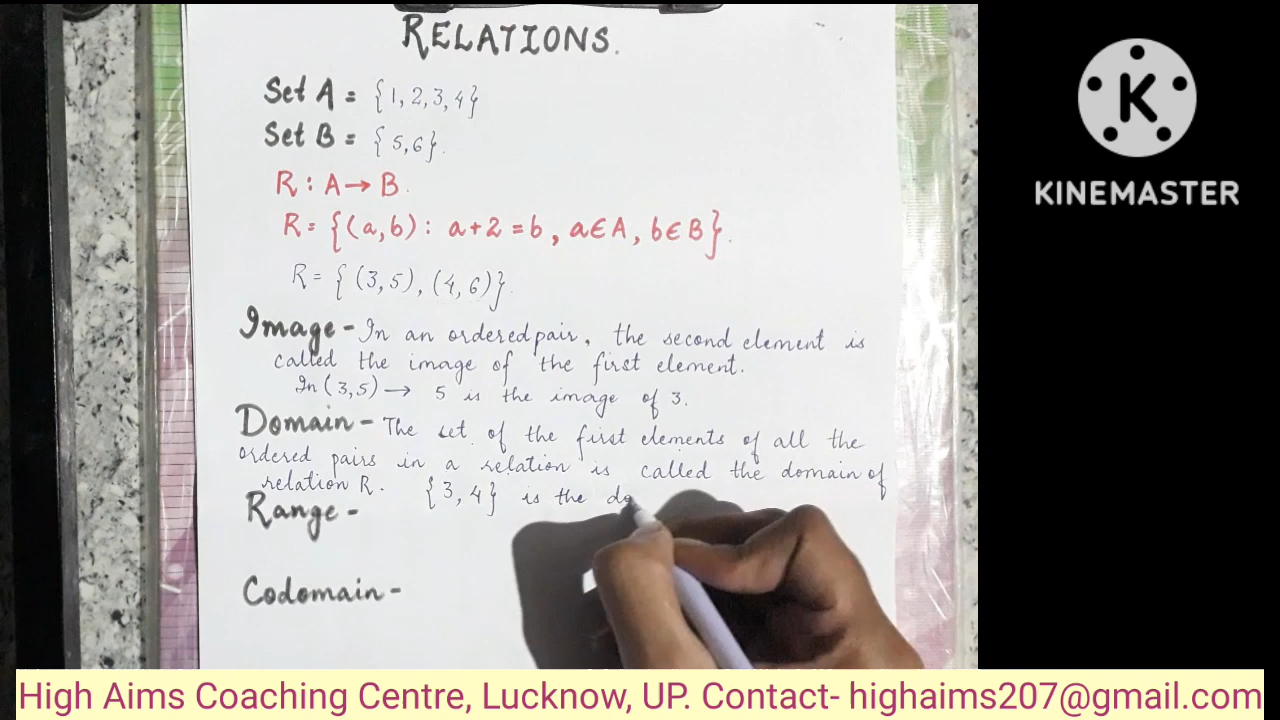 RELATIONS.
Set A = {1, 2, 3, 4}
Set B = {5,6}.
R : A → B.
R = {(a,b) : a+2 = b, a∈A, b∈B}.
R = {(3,5), (4,6)}.
Image - In an ordered pair, the second element is
called the image of the first element.
In (3,5) → 5 is the image of 3.
Domain - The set of the first elements of all the
ordered pairs in a relation is called the domain of
relation R. {3, 4} is the do
Range -
Codomain -
KINEMASTER
High Aims Coaching Centre, Lucknow, UP. Contact- highaims207@gmail.com